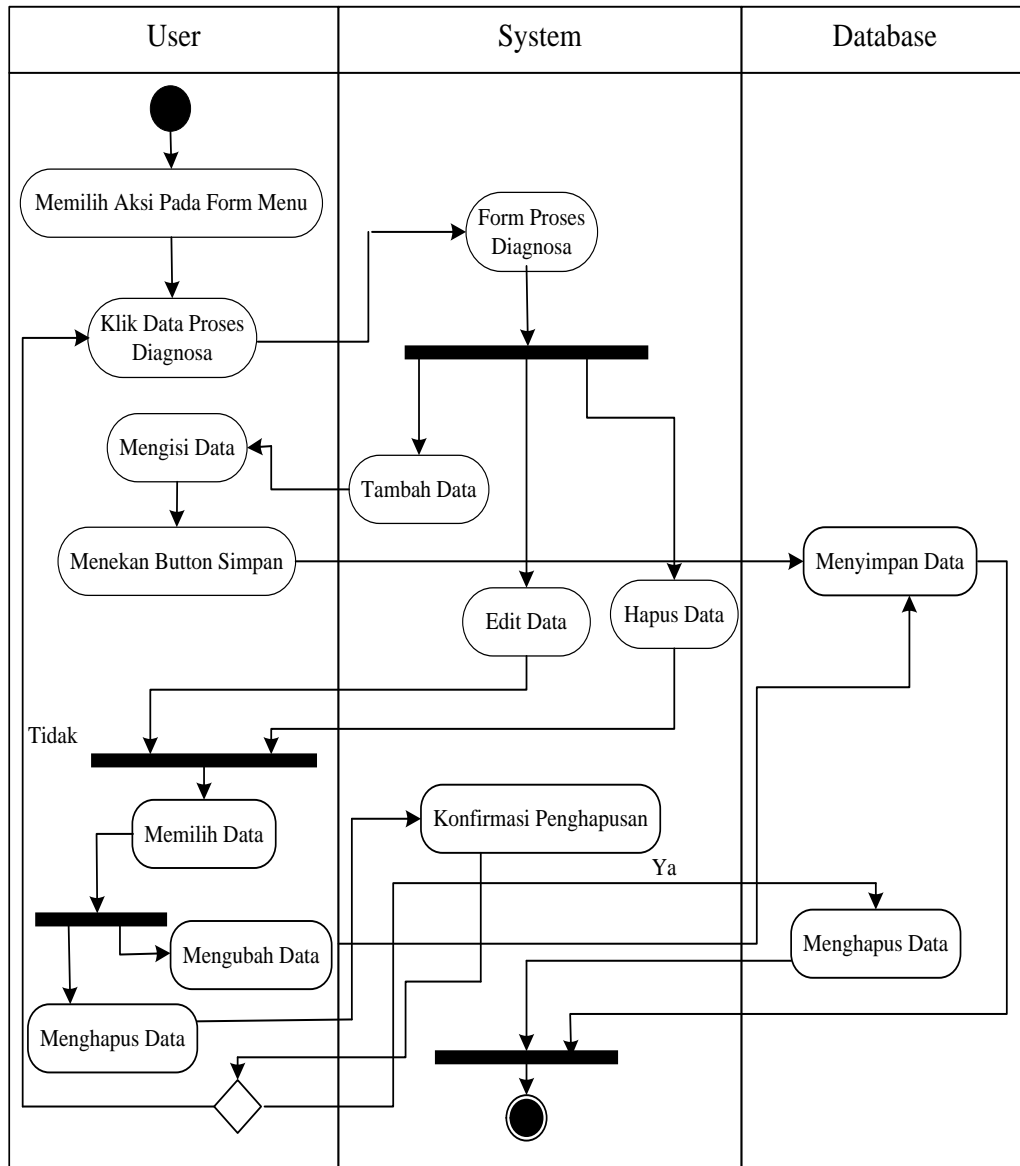 User
System
Database
Memilih Aksi Pada Form Menu
Form Proses
Diagnosa
Klik Data Proses
Diagnosa
Mengisi Data
Tambah Data
Menekan Button Simpan
Menyimpan Data
Edit Data
Hapus Data
Tidak
Memilih Data
Konfirmasi Penghapusan
Ya
Mengubah Data
Menghapus Data
Menghapus Data